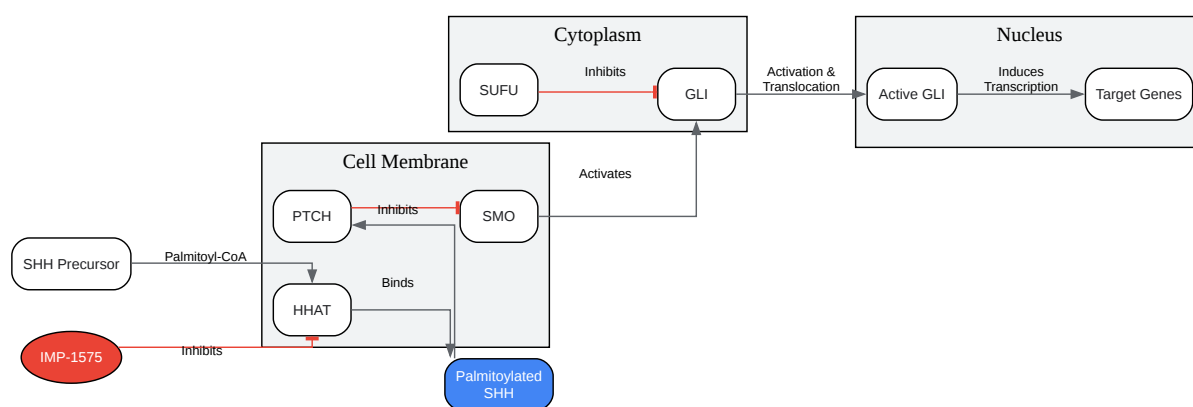 Cytoplasm
Nucleus
SUFU
Inhibits
GLI
Activation &
Translocation
Active GLI
Induces
Transcription
Target Genes
Cell Membrane
Activates
PTCH
Inhibits
SMO
SHH Precursor
Palmitoyl-CoA
HHAT
Binds
IMP-1575
Inhibits
Palmitoylated
SHH